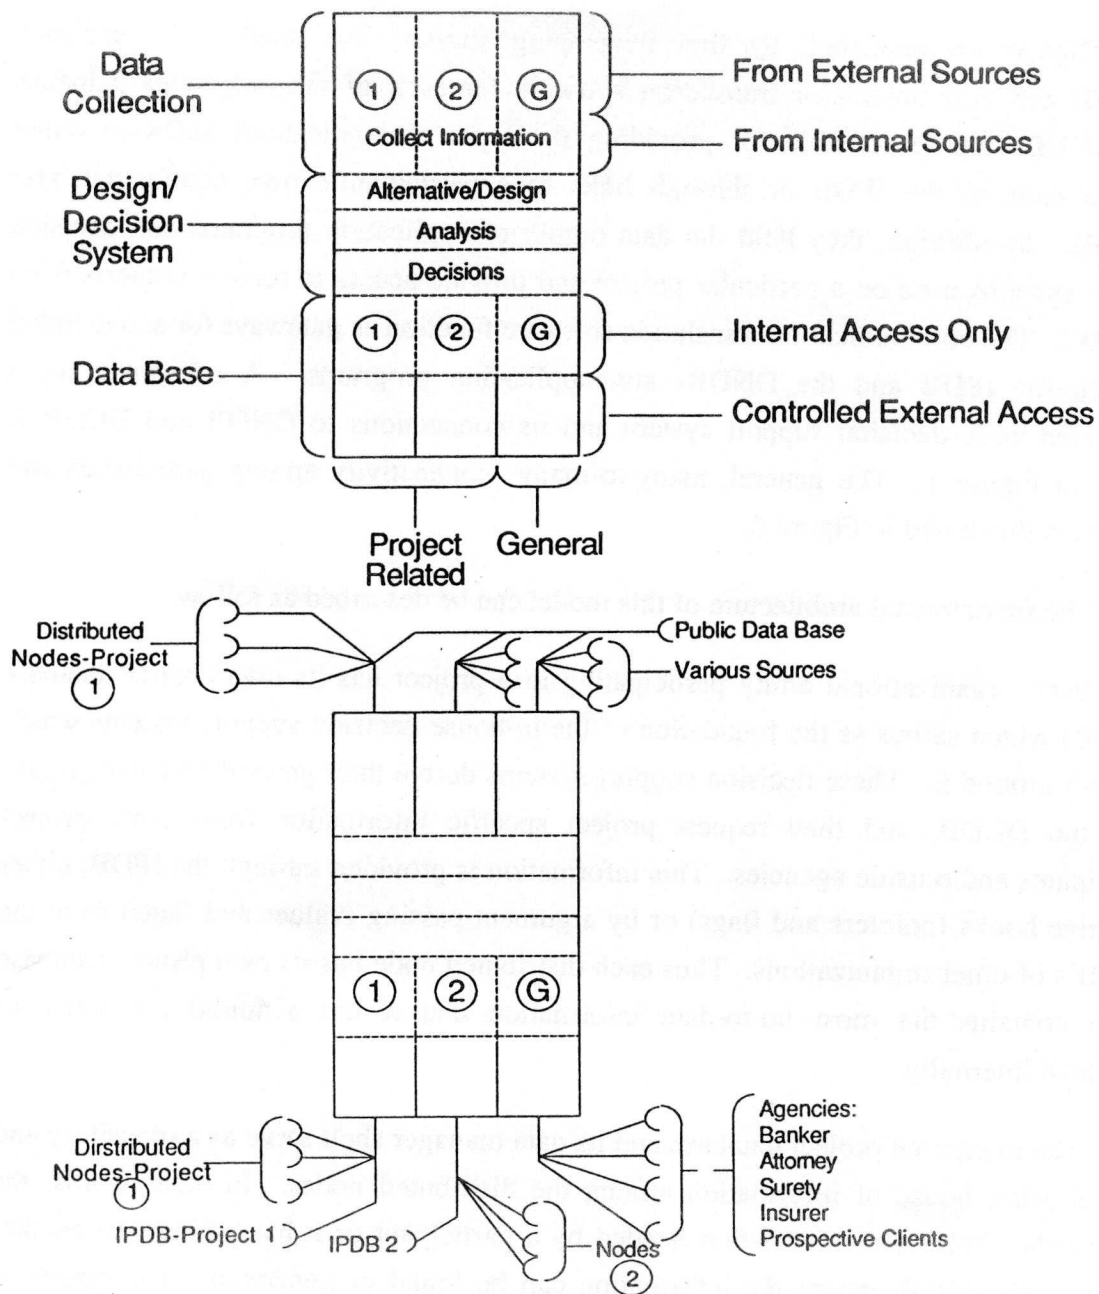 Data
Collection
1 2 G
Collect Information
From External Sources
From Internal Sources
Design/
Decision
System
Alternative/Design
Analysis
Decisions
Data Base
1 2 G
Internal Access Only
Controlled External Access
Project
Related
General
Distributed
Nodes-Project
1
Public Data Base
Various Sources
1 2 G
Dirstributed
Nodes-Project
1
IPDB-Project 1
IPDB 2
Nodes
2
Agencies:
Banker
Attorney
Surety
Insurer
Prospective Clients